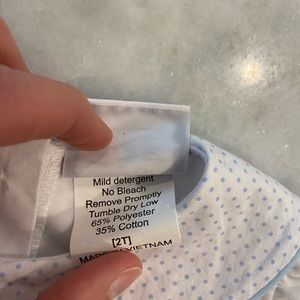 Mild detergent
No Bleach
Remove Promptly
Tumble Dry Low
65% Polyester
35% Cotton
[2T]
MADE IN VIETNAM